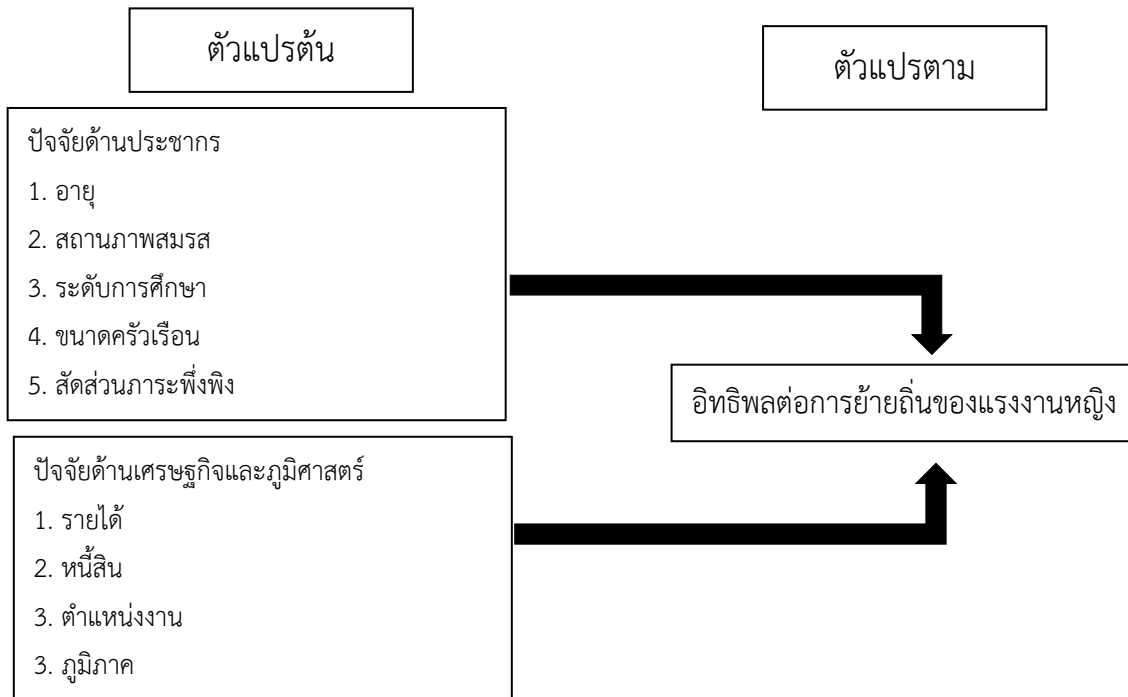 ตัวแปรต้น
ตัวแปรตาม
ปัจจัยด้านประชากร
1. อายุ
2. สถานภาพสมรส
3. ระดับการศึกษา
4. ขนาดครัวเรือน
5. สัดส่วนภาระพึ่งพิง
อิทธิพลต่อการย้ายถิ่นของแรงงานหญิง
ปัจจัยด้านเศรษฐกิจและภูมิศาสตร์
1. รายได้
2. หนี้สิน
3. ตำแหน่งงาน
3. ภูมิภาค